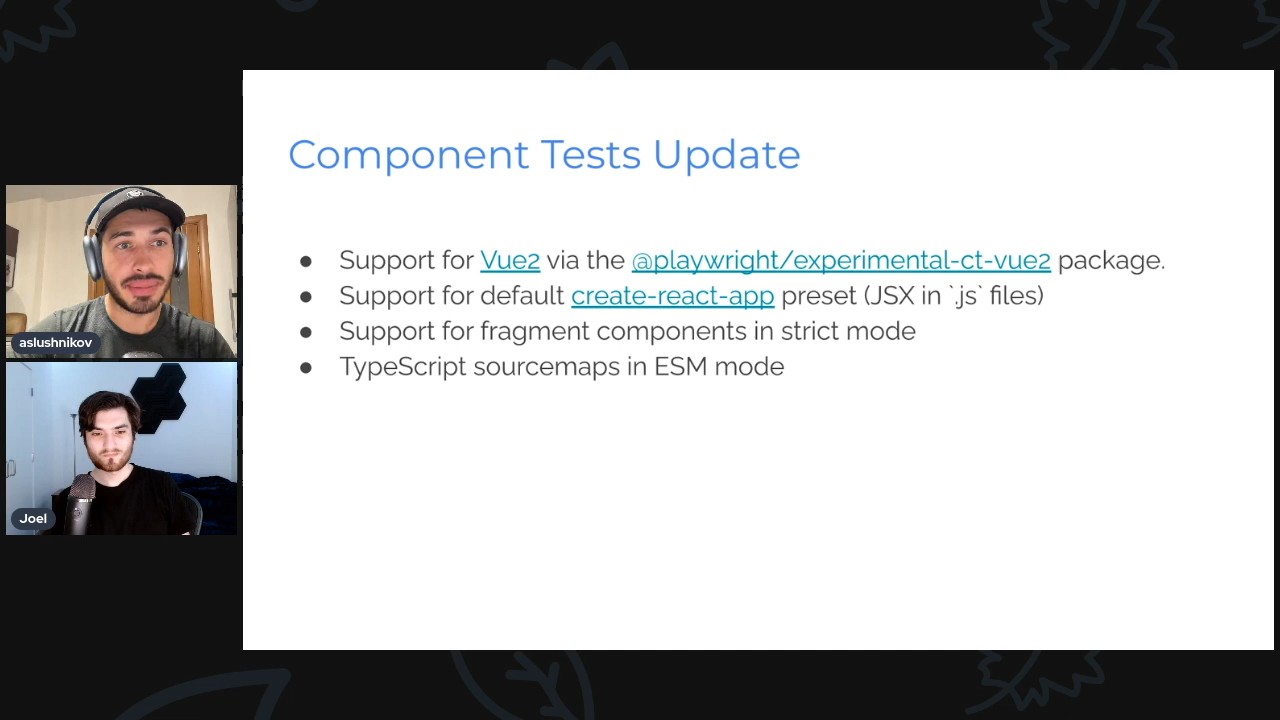 Component Tests Update
● Support for Vue2 via the @playwright/experimental-ct-vue2 package.
● Support for default create-react-app preset (JSX in `.js` files)
● Support for fragment components in strict mode
● TypeScript sourcemaps in ESM mode
aslushnikov
Joel